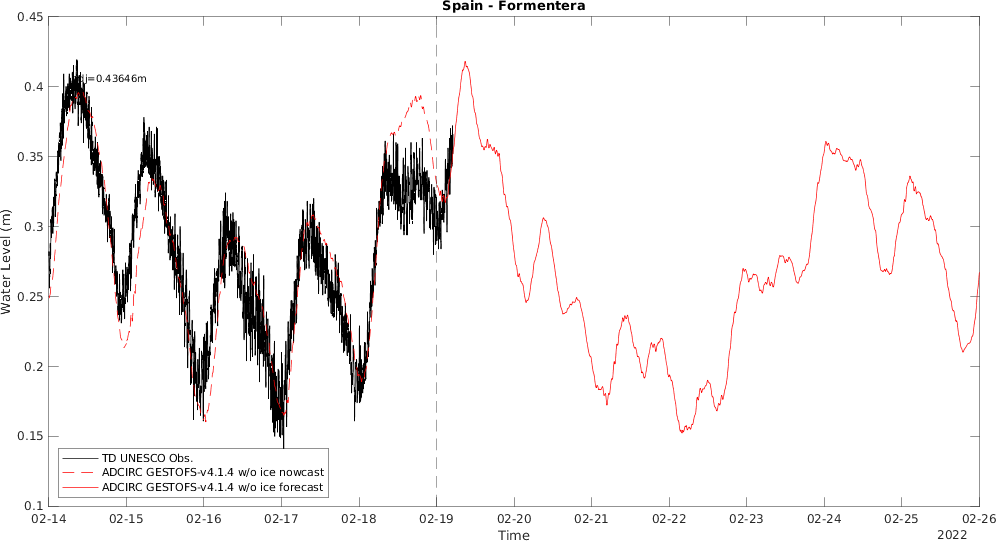 Spain - Formentera
0.45
0.4
0.35
0.3
0.25
0.2
0.15
0.1
Water Level (m)
=0.43646m
TD UNESCO Obs.
ADCIRC GESTOFS-v4.1.4 w/o ice nowcast
ADCIRC GESTOFS-v4.1.4 w/o ice forecast
02-14 02-15 02-16 02-17 02-18 02-19 02-20 02-21 02-22 02-23 02-24 02-25 02-26
Time
2022